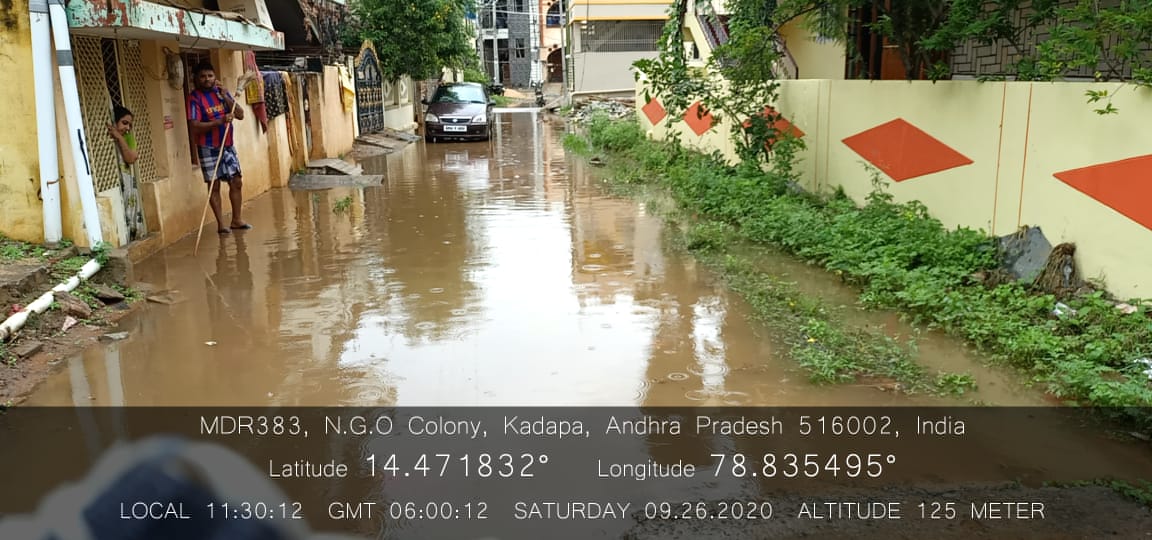 MDR383, N.G.O Colony, Kadapa, Andhra Pradesh 516002, India
Latitude 14.471832° Longitude 78.835495°
LOCAL 11:30:12 GMT 06:00:12 SATURDAY 09.26.2020 ALTITUDE 125 METER